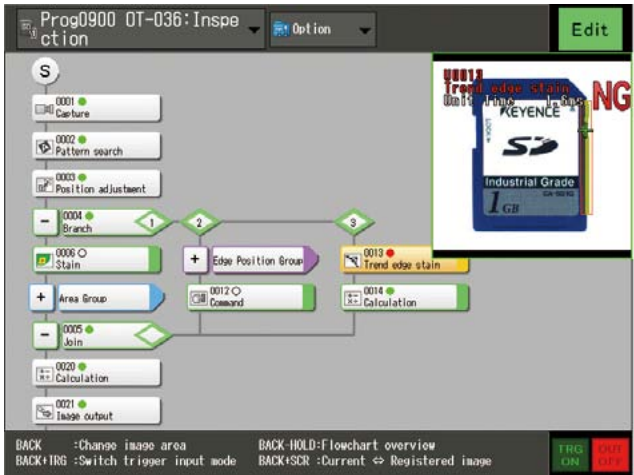 Prog0900 OT-036:Inspe
ction
Option
Edit
S
0001
Capture
0002
Pattern search
0003
Position adjustment
0004
Branch
1
2
3
0006
Stain
Edge Position Group
0013
Trend edge stain
Area Group
0012
Command
0014
Calculation
0005
Join
0020
Calculation
0021
Image output
U0013
Trend edge stain
NG
Unit Time 1.6ms
KEYENCE
SD
Industrial Grade
1GB
BACK :Change image area
BACK-HOLD:Flowchart overview
BACK+TRG :Switch trigger input mode
BACK+SCR :Current ⇔ Registered image
TRG
ON
OUT
OFF